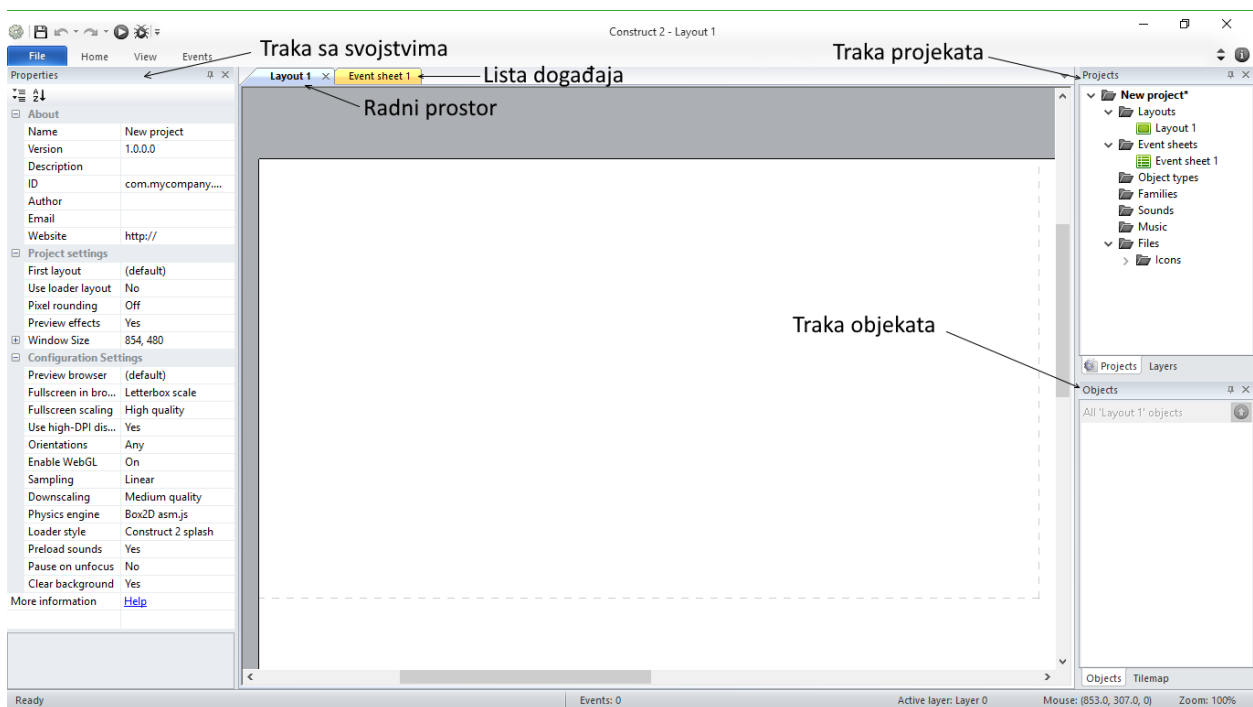 Construct 2 - Layout 1
File Home View Events
Traka sa svojstvima
Traka projekata
Properties
Layout 1
Event sheet 1
Lista događaja
Radni prostor
About
Name New project
Version 1.0.0.0
Description
ID com.mycompany....
Author
Email
Website http://
Project settings
First layout (default)
Use loader layout No
Pixel rounding Off
Preview effects Yes
Window Size 854, 480
Configuration Settings
Preview browser (default)
Fullscreen in bro... Letterbox scale
Fullscreen scaling High quality
Use high-DPI dis... Yes
Orientations Any
Enable WebGL On
Sampling Linear
Downscaling Medium quality
Physics engine Box2D asm.js
Loader style Construct 2 splash
Preload sounds Yes
Pause on unfocus No
Clear background Yes
More information Help
Projects
New project*
Layouts
Layout 1
Event sheets
Event sheet 1
Object types
Families
Sounds
Music
Files
Icons
Traka objekata
Projects Layers
Objects
All 'Layout 1' objects
Objects Tilemap
Ready Events: 0 Active layer: Layer 0 Mouse: (853.0, 307.0, 0) Zoom: 100%